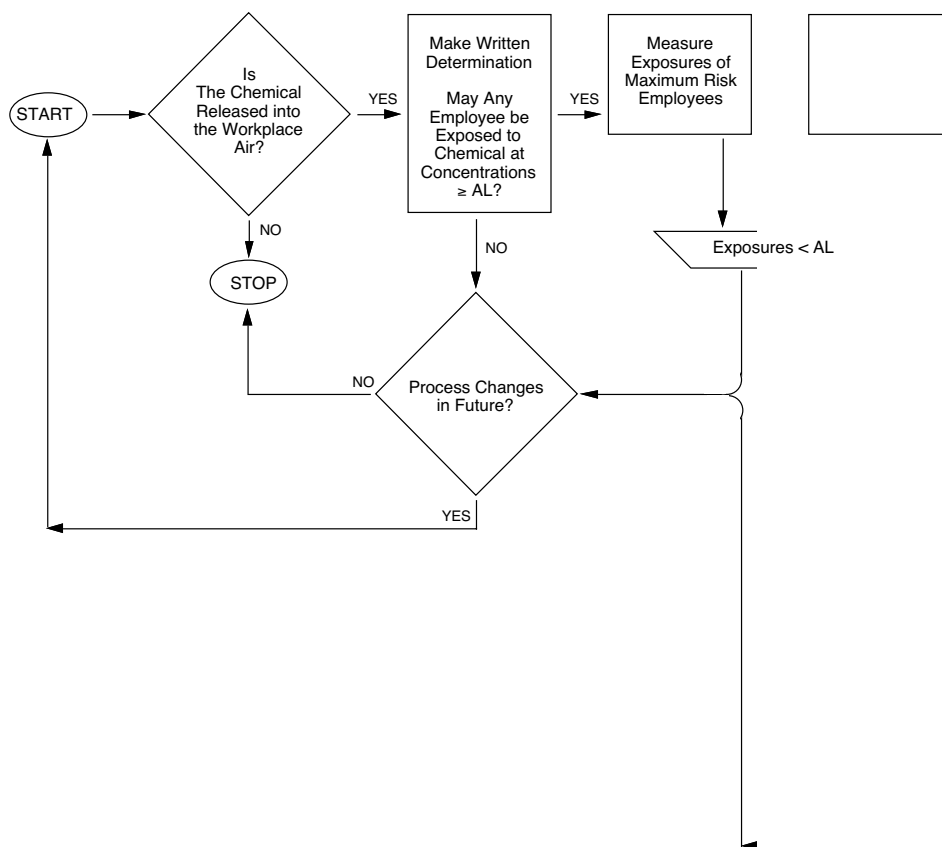 START
Is
The Chemical
Released into
the Workplace
Air?
YES
Make Written
Determination
May Any
Employee be
Exposed to
Chemical at
Concentrations
≥ AL?
YES
Measure
Exposures of
Maximum Risk
Employees
NO
STOP
NO
Exposures < AL
NO
Process Changes
in Future?
YES